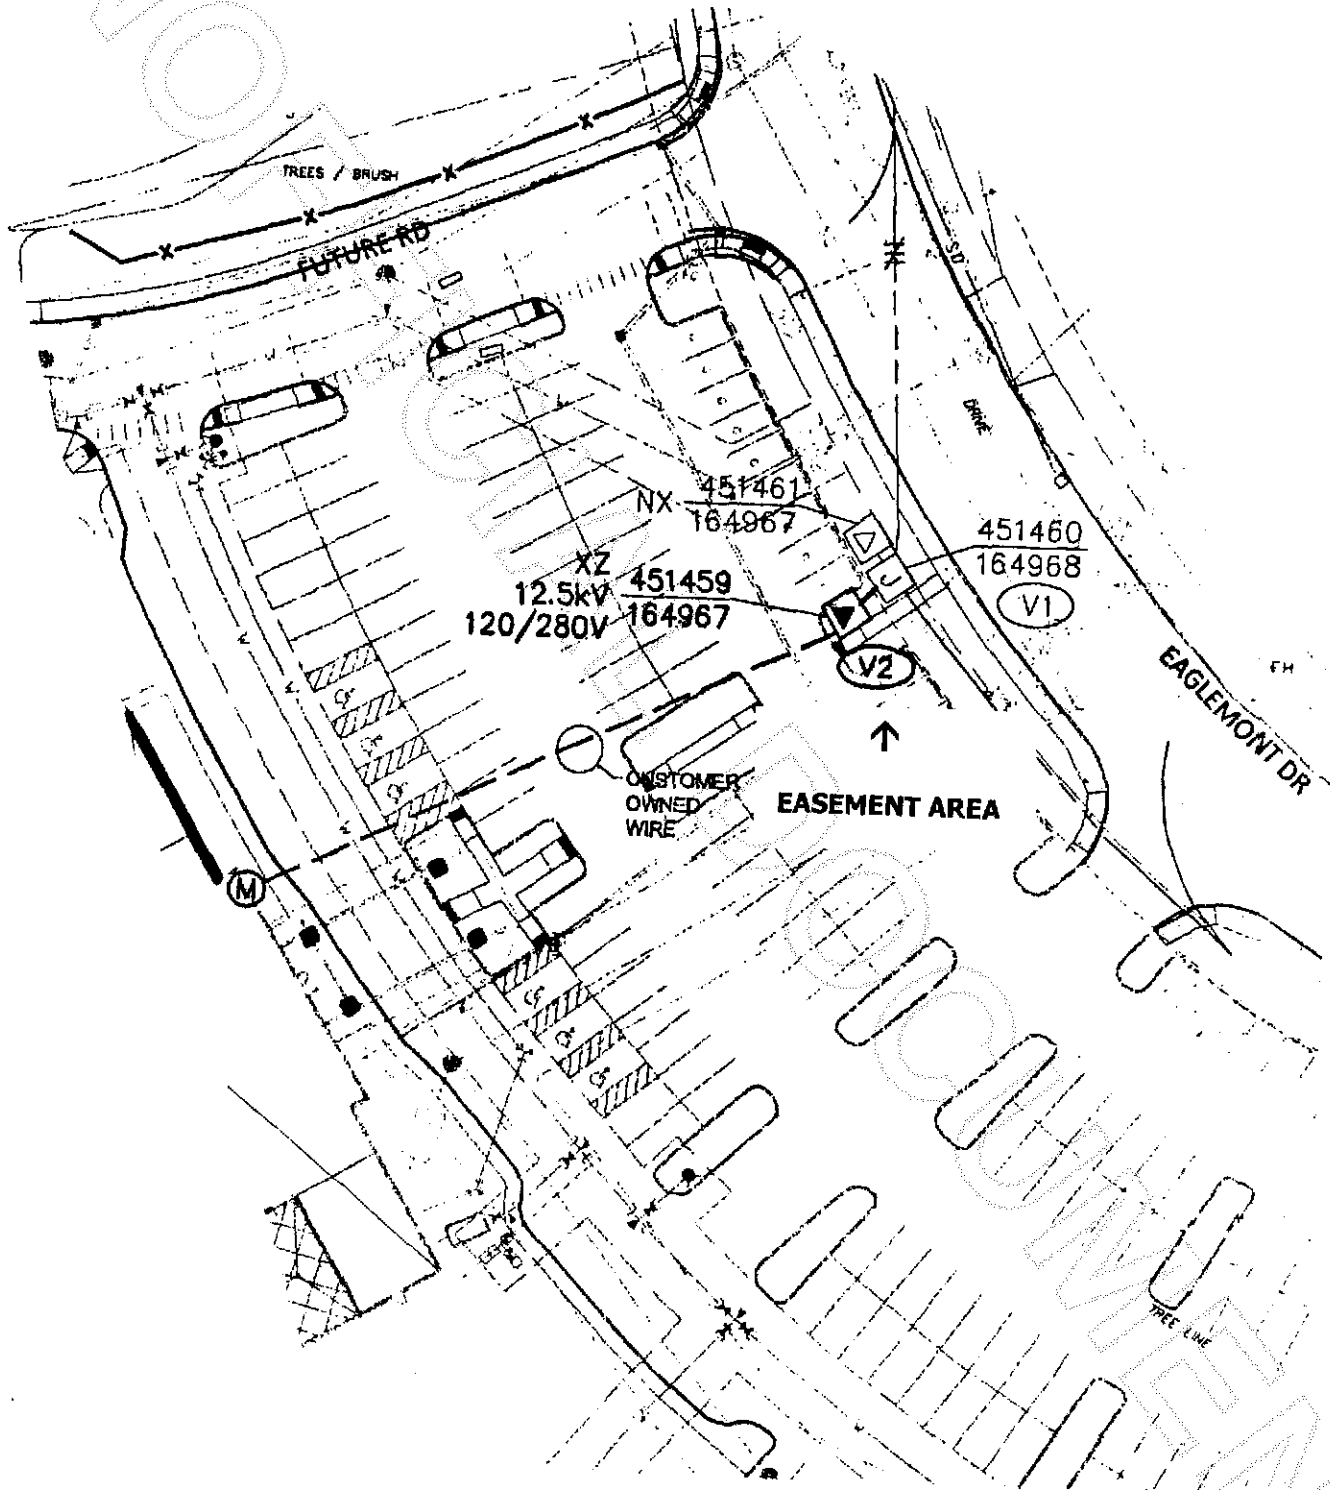 TREES / BRUSH
FUTURE RD
SD
DRIVE
NX 451461
164967
451460
164968
V1
XZ
12.5kV
120/280V
451459
164967
V2
EAGLEMONT DR
FH
CUSTOMER
OWNED
WIRE
EASEMENT AREA
M
TREE LINE